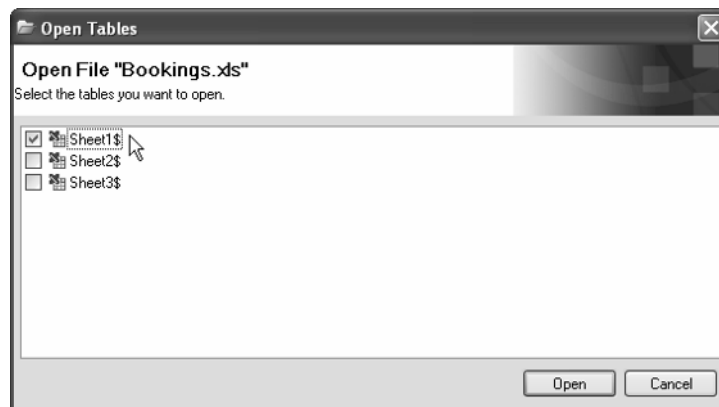 Open Tables
Open File "Bookings.xls"
Select the tables you want to open.
Sheet1$
Sheet2$
Sheet3$
Open Cancel